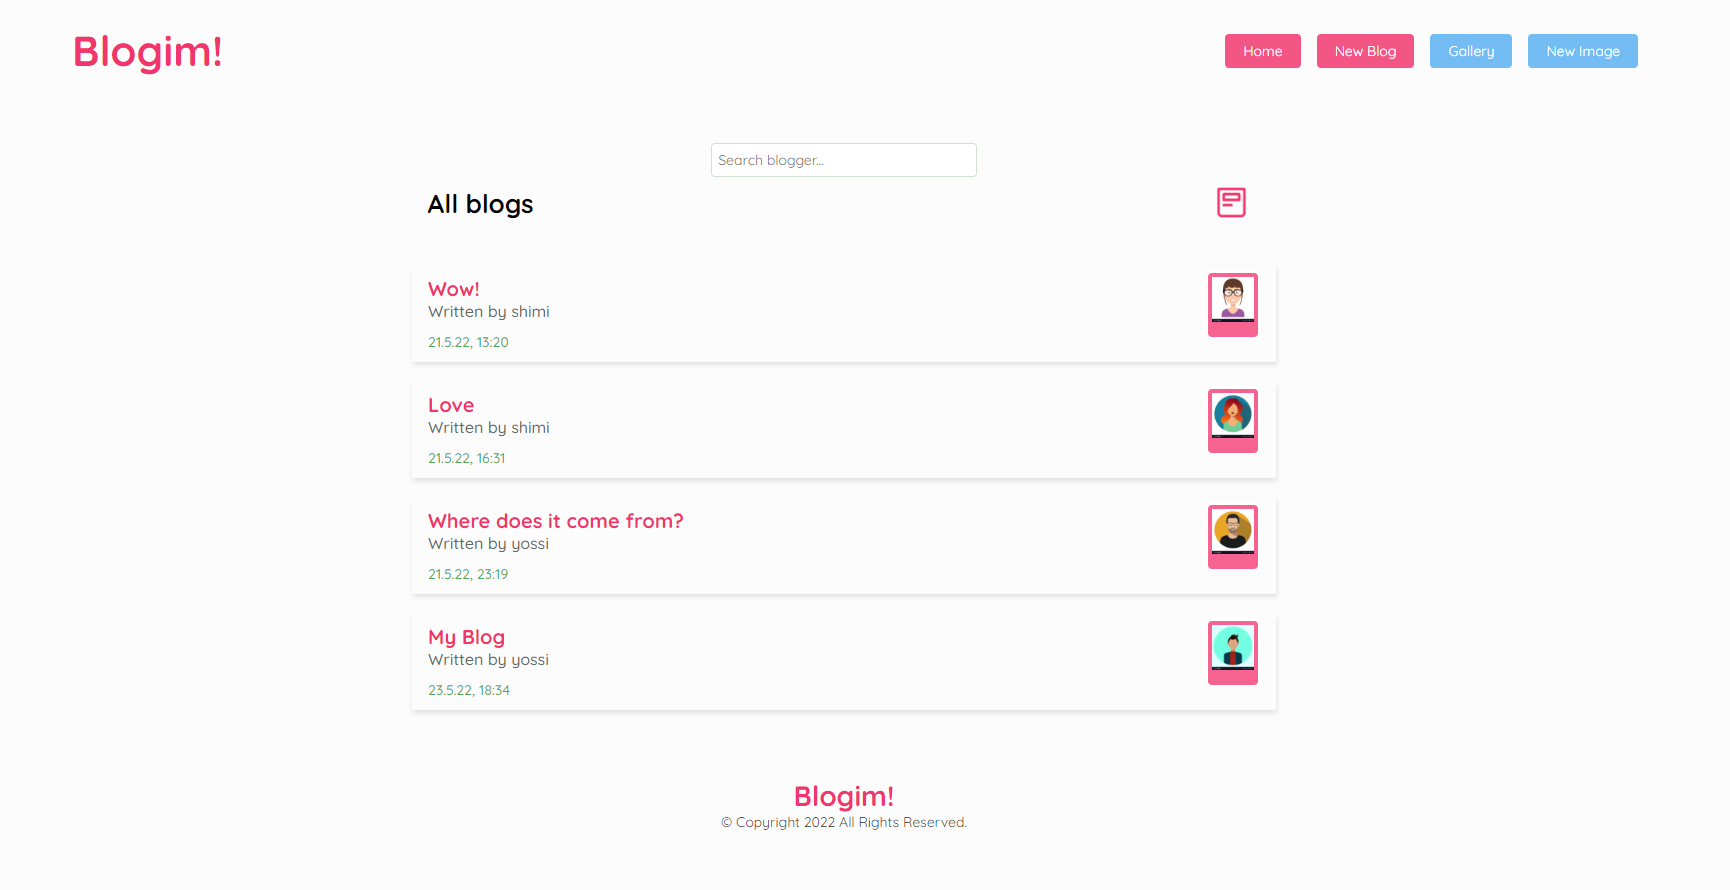 Blogim!
Home
New Blog
Gallery
New Image
Search blogger...
All blogs
Wow!
Written by shimi
21.5.22, 13:20
Love
Written by shimi
21.5.22, 16:31
Where does it come from?
Written by yossi
21.5.22, 23:19
My Blog
Written by yossi
23.5.22, 18:34
Blogim!
© Copyright 2022 All Rights Reserved.